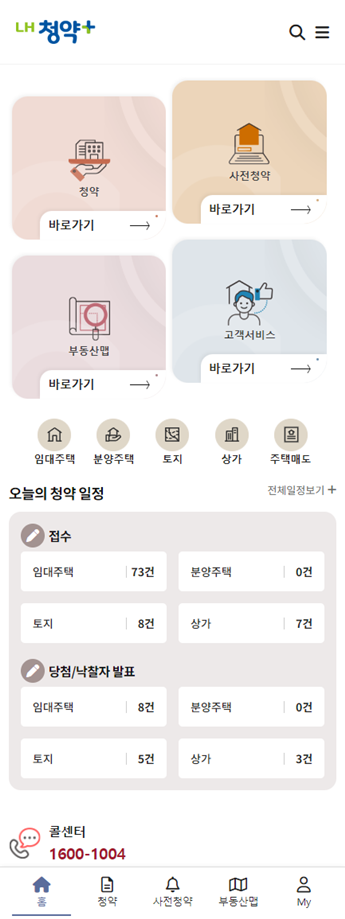 LH 청약+
청약
바로가기
사전청약
바로가기
부동산맵
바로가기
고객서비스
바로가기
임대주택 분양주택 토지 상가 주택매도
오늘의 청약 일정 전체일정보기 +
접수
임대주택 73건 분양주택 0건
토지 8건 상가 7건
당첨/낙찰자 발표
임대주택 8건 분양주택 0건
토지 5건 상가 3건
콜센터
1600-1004
홈 청약 사전청약 부동산맵 My